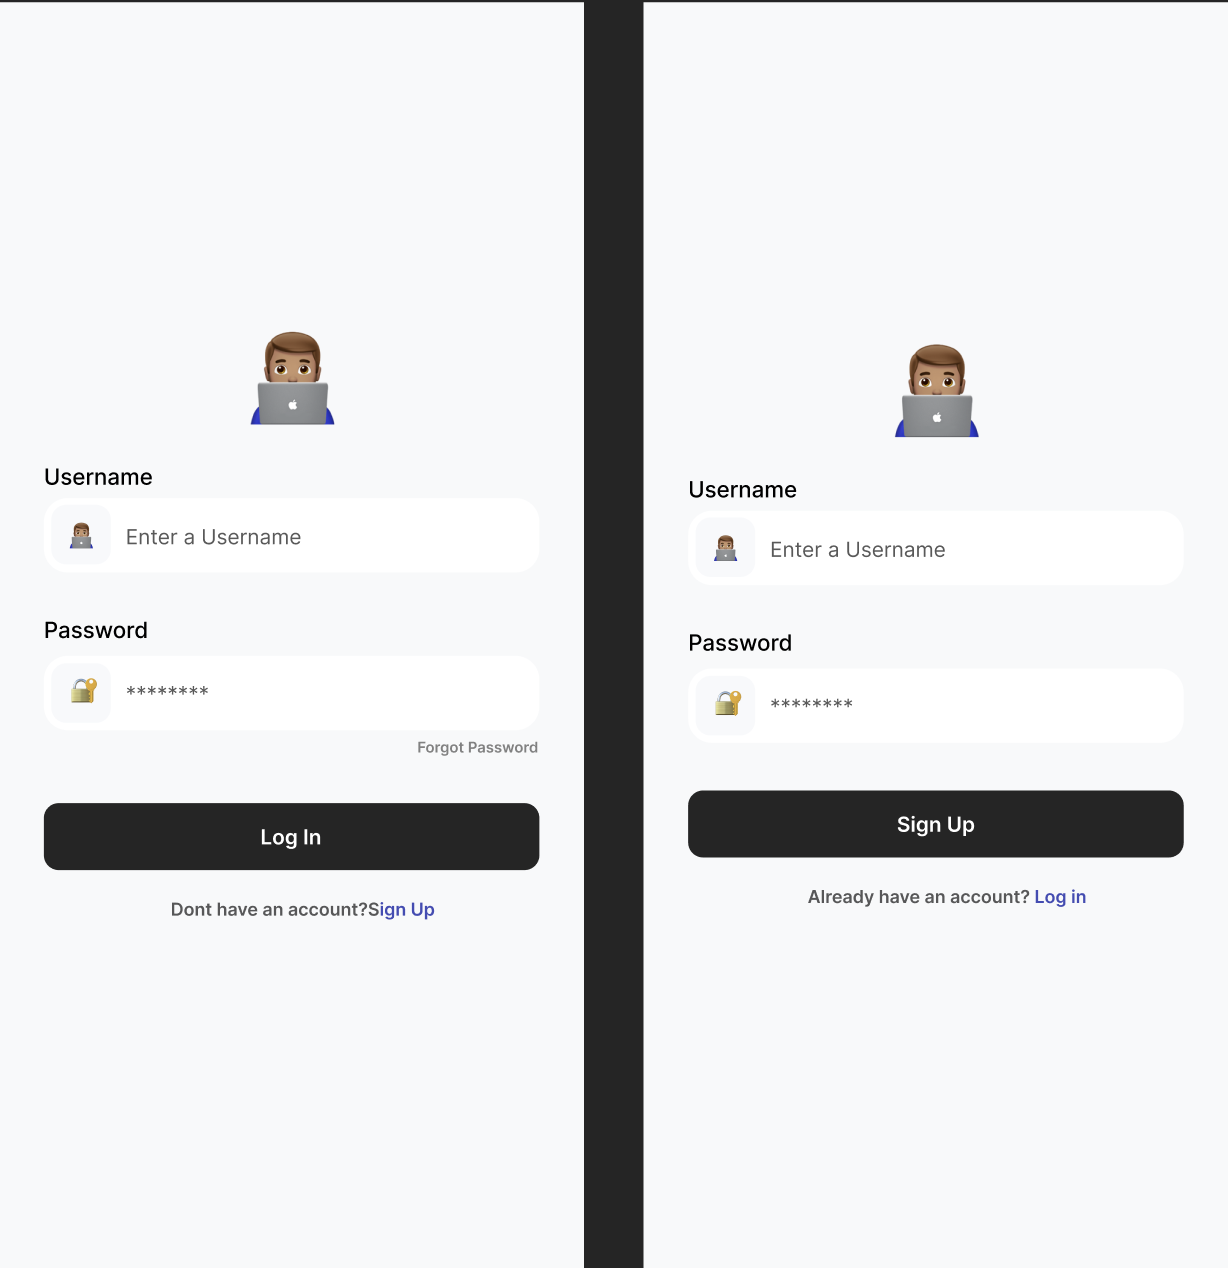 Username
Enter a Username
Password
********
Forgot Password
Log In
Dont have an account?Sign Up
Username
Enter a Username
Password
********
Sign Up
Already have an account? Log in